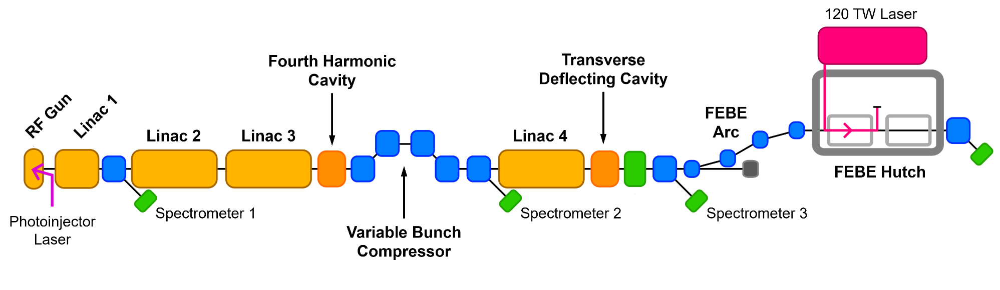 120 TW Laser
Fourth Harmonic
Cavity
Transverse
Deflecting Cavity
RF Gun
Linac 1
Linac 2
Linac 3
Linac 4
FEBE
Arc
FEBE Hutch
Spectrometer 1
Spectrometer 2
Spectrometer 3
Photoinjector
Laser
Variable Bunch
Compressor